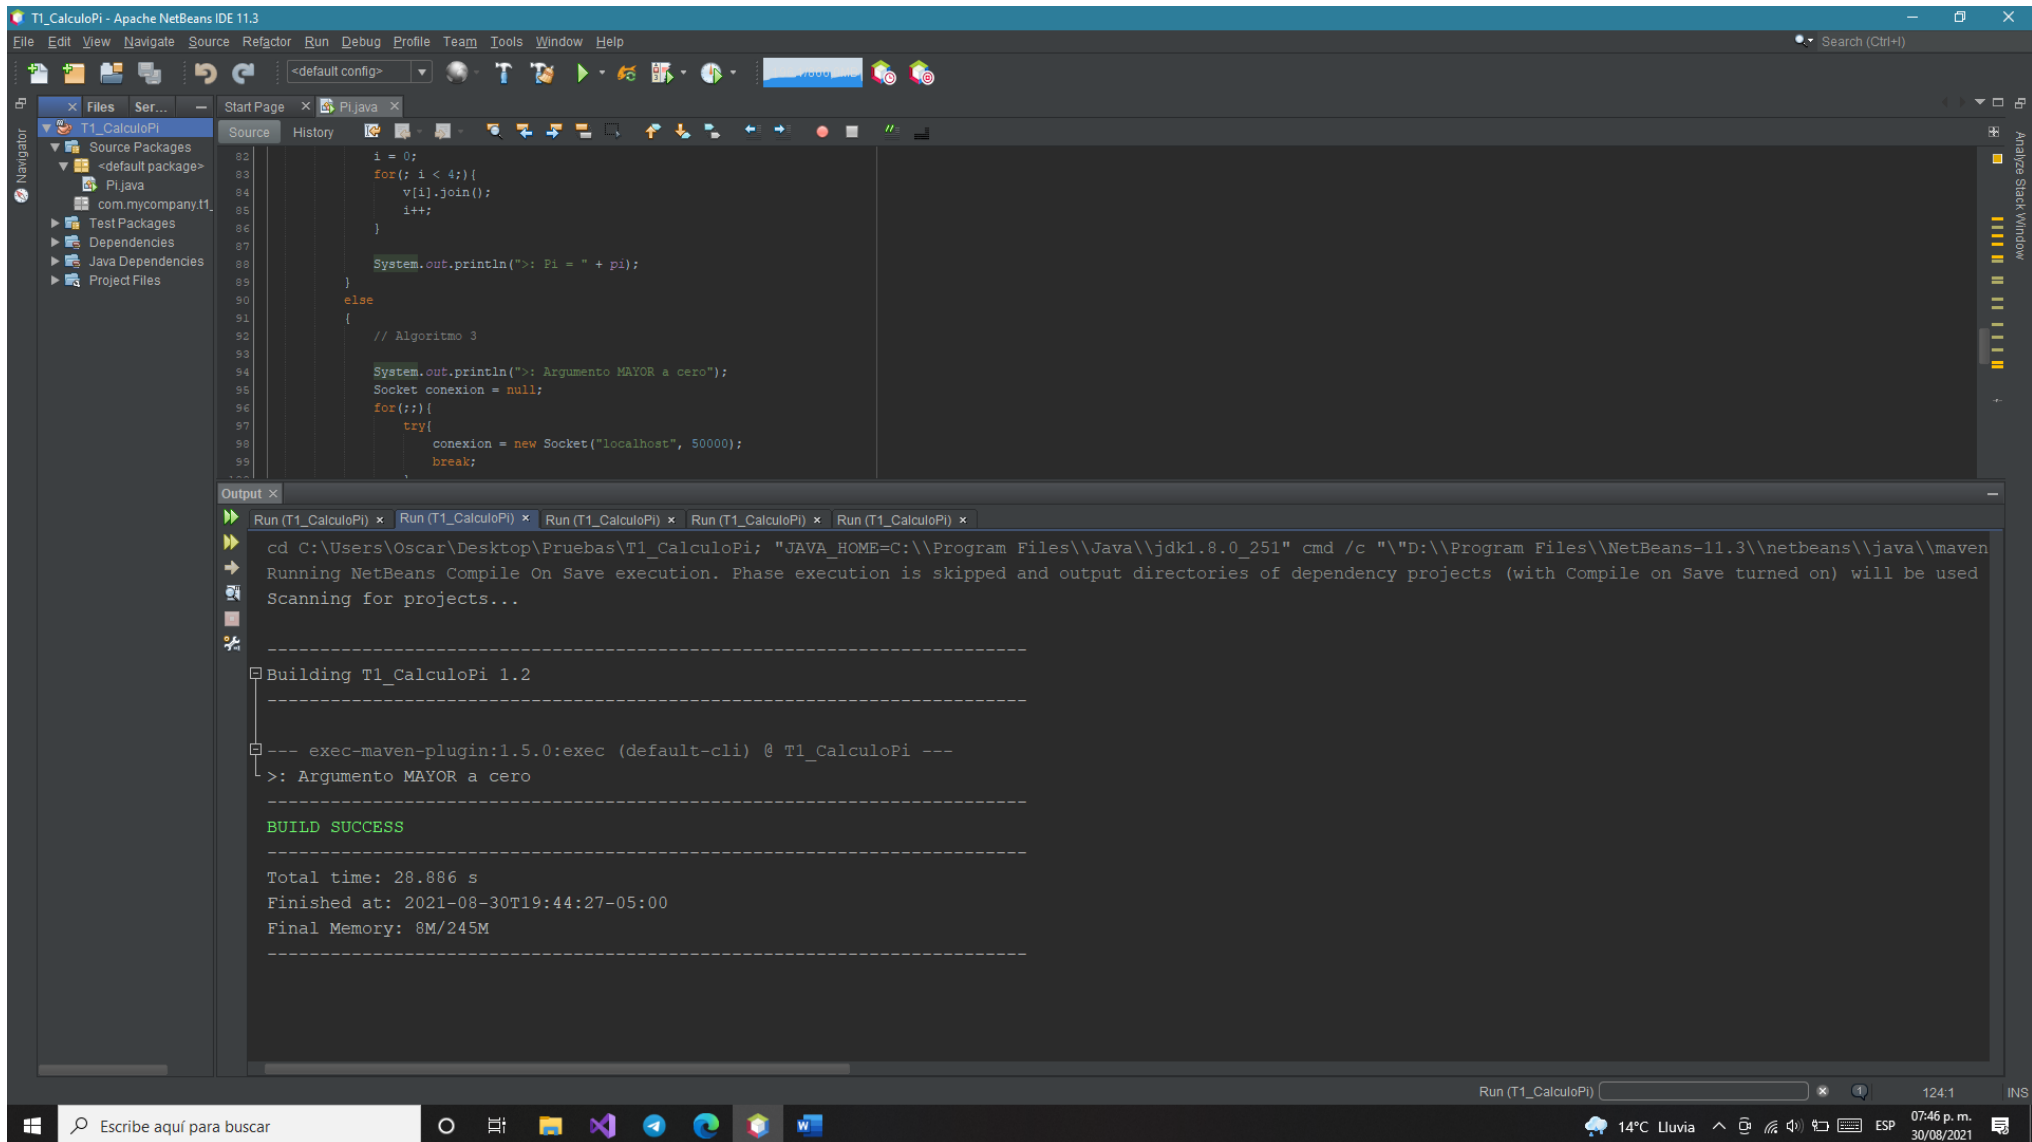 T1_CalculoPi - Apache NetBeans IDE 11.3
File Edit View Navigate Source Refactor Run Debug Profile Team Tools Window Help
Search (Ctrl+I)
<default config>
Files Ser...
Start Page Pi.java
Navigator
T1_CalculoPi
Source Packages
<default package>
Pi.java
com.mycompany.t1_
Test Packages
Dependencies
Java Dependencies
Project Files
Source History
Analyze Stack Window
82 i = 0;
83 for(; i < 4;){
84 v[i].join();
85 i++;
86 }
87
88 System.out.println(">: Pi = " + pi);
89 }
90 else
91 {
92 // Algoritmo 3
93
94 System.out.println(">: Argumento MAYOR a cero");
95 Socket conexion = null;
96 for(;;){
97 try{
98 conexion = new Socket("localhost", 50000);
99 break;
Output
Run (T1_CalculoPi) Run (T1_CalculoPi) Run (T1_CalculoPi) Run (T1_CalculoPi) Run (T1_CalculoPi)
cd C:\Users\Oscar\Desktop\Pruebas\T1_CalculoPi; "JAVA_HOME=C:\\Program Files\\Java\\jdk1.8.0_251" cmd /c "\"D:\\Program Files\\NetBeans-11.3\\netbeans\\java\\maven
Running NetBeans Compile On Save execution. Phase execution is skipped and output directories of dependency projects (with Compile on Save turned on) will be used
Scanning for projects...
------------------------------------------------------------------------
Building T1_CalculoPi 1.2
------------------------------------------------------------------------
--- exec-maven-plugin:1.5.0:exec (default-cli) @ T1_CalculoPi ---
>: Argumento MAYOR a cero
------------------------------------------------------------------------
BUILD SUCCESS
------------------------------------------------------------------------
Total time: 28.886 s
Finished at: 2021-08-30T19:44:27-05:00
Final Memory: 8M/245M
------------------------------------------------------------------------
Run (T1_CalculoPi)
124:1 INS
Escribe aquí para buscar
14°C Lluvia
ESP
07:46 p. m.
30/08/2021